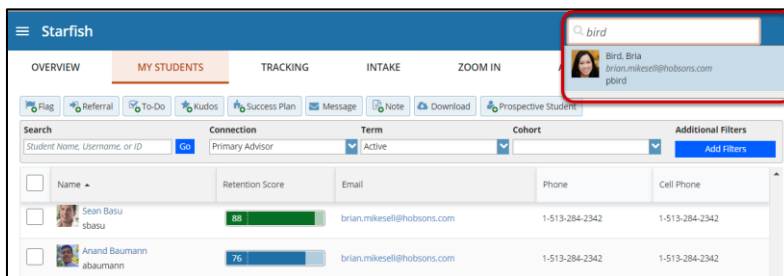 Starfish
bird
Bird, Bria
brian.mikesell@hobsons.com
pbird
OVERVIEW MY STUDENTS TRACKING INTAKE ZOOM IN
Flag Referral To-Do Kudos Success Plan Message Note Download Prospective Student
Search Connection Term Cohort Additional Filters
Student Name, Username, or ID Go Primary Advisor Active Add Filters
Name Retention Score Email Phone Cell Phone
Sean Basu 88 brian.mikesell@hobsons.com 1-513-284-2342 1-513-284-2342
sbasu
Anand Baumann 76 brian.mikesell@hobsons.com 1-513-284-2342 1-513-284-2342
abaumann